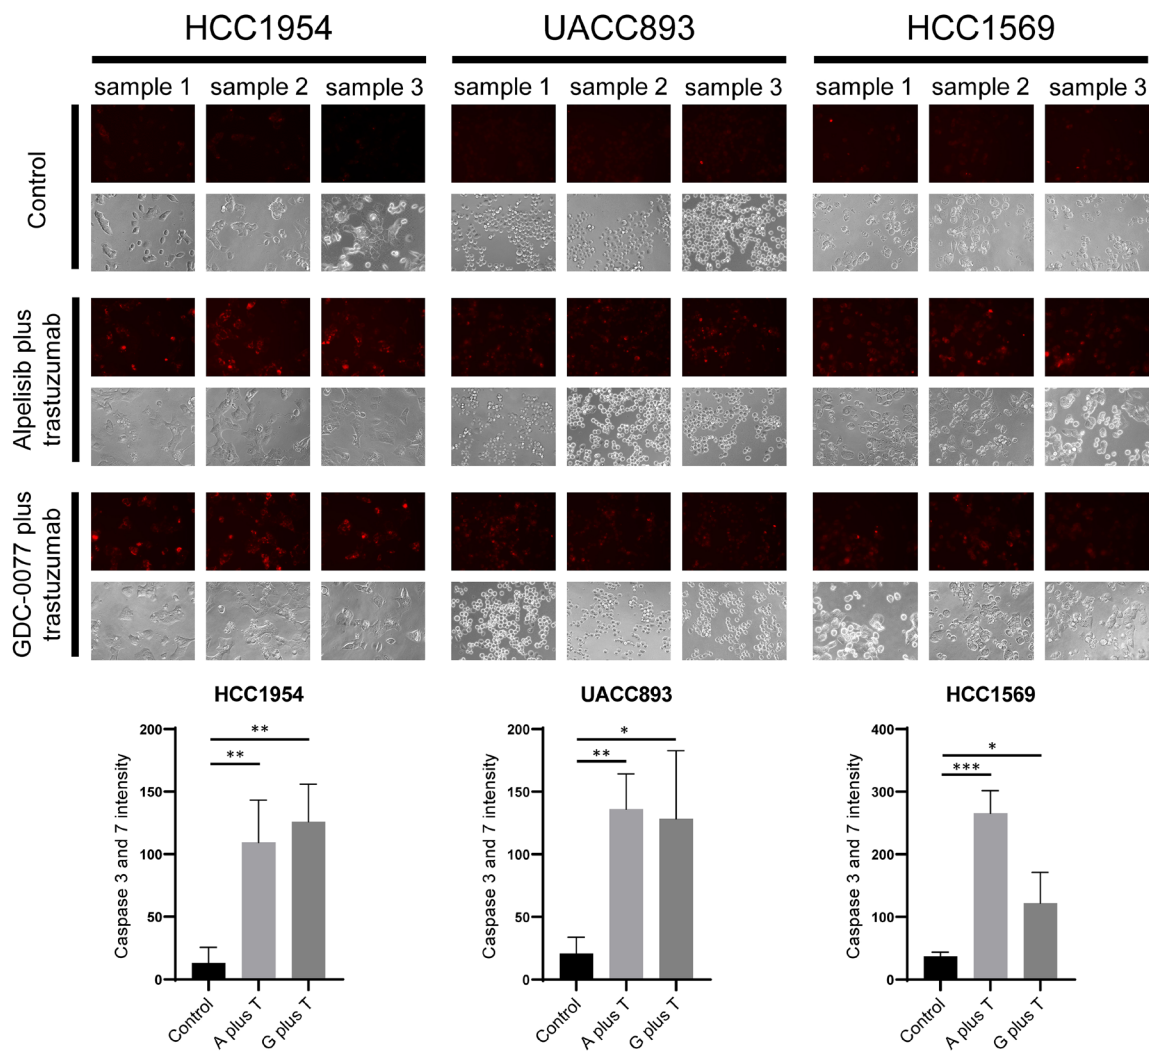 HCC1954 UACC893 HCC1569
sample 1 sample 2 sample 3 sample 1 sample 2 sample 3 sample 1 sample 2 sample 3
Control
Alpelisib plus
trastuzumab
GDC-0077 plus
trastuzumab
HCC1954
Caspase 3 and 7 intensity
200
150
100
50
0
**
**
Control
A plus T
G plus T
UACC893
Caspase 3 and 7 intensity
200
150
100
50
0
*
**
Control
A plus T
G plus T
HCC1569
Caspase 3 and 7 intensity
400
300
200
100
0
*
***
Control
A plus T
G plus T